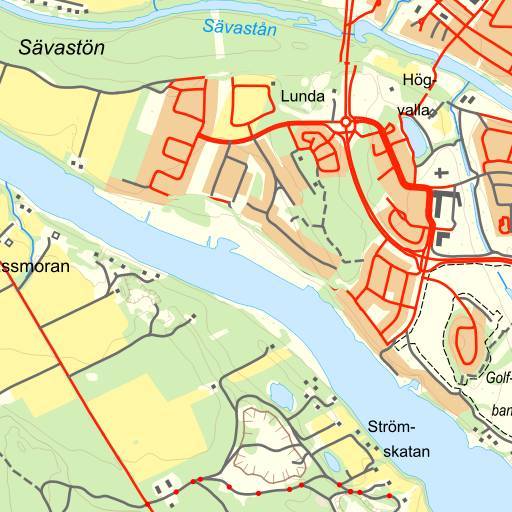 Sävastån
Sävastön
Hög-
valla
Lunda
ssmoran
Golf-
ban
Ström-
skatan